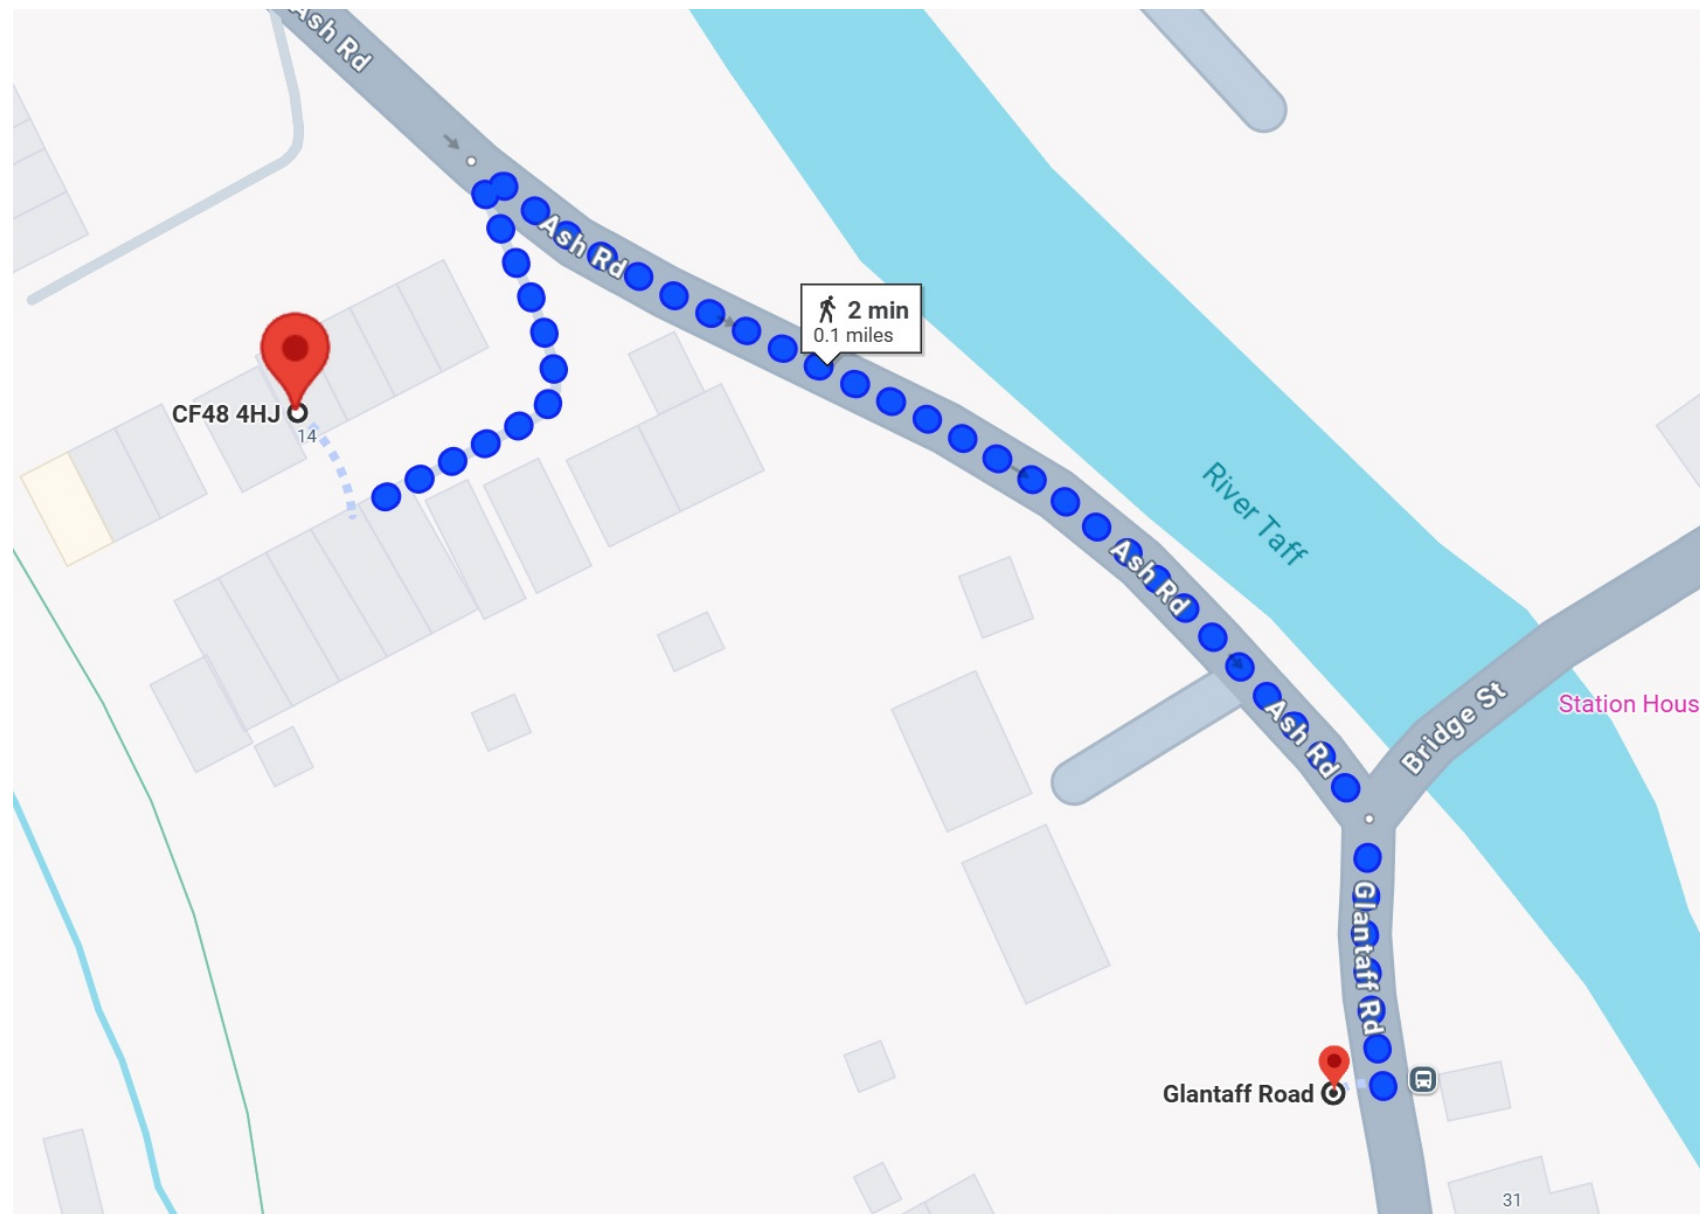 Ash Rd
Ash Rd
2 min
0.1 miles
CF48 4HJ
14
River Taff
Ash Rd
Bridge St
Station Hous
Ash Rd
Glantaff Rd
Glantaff Road
31